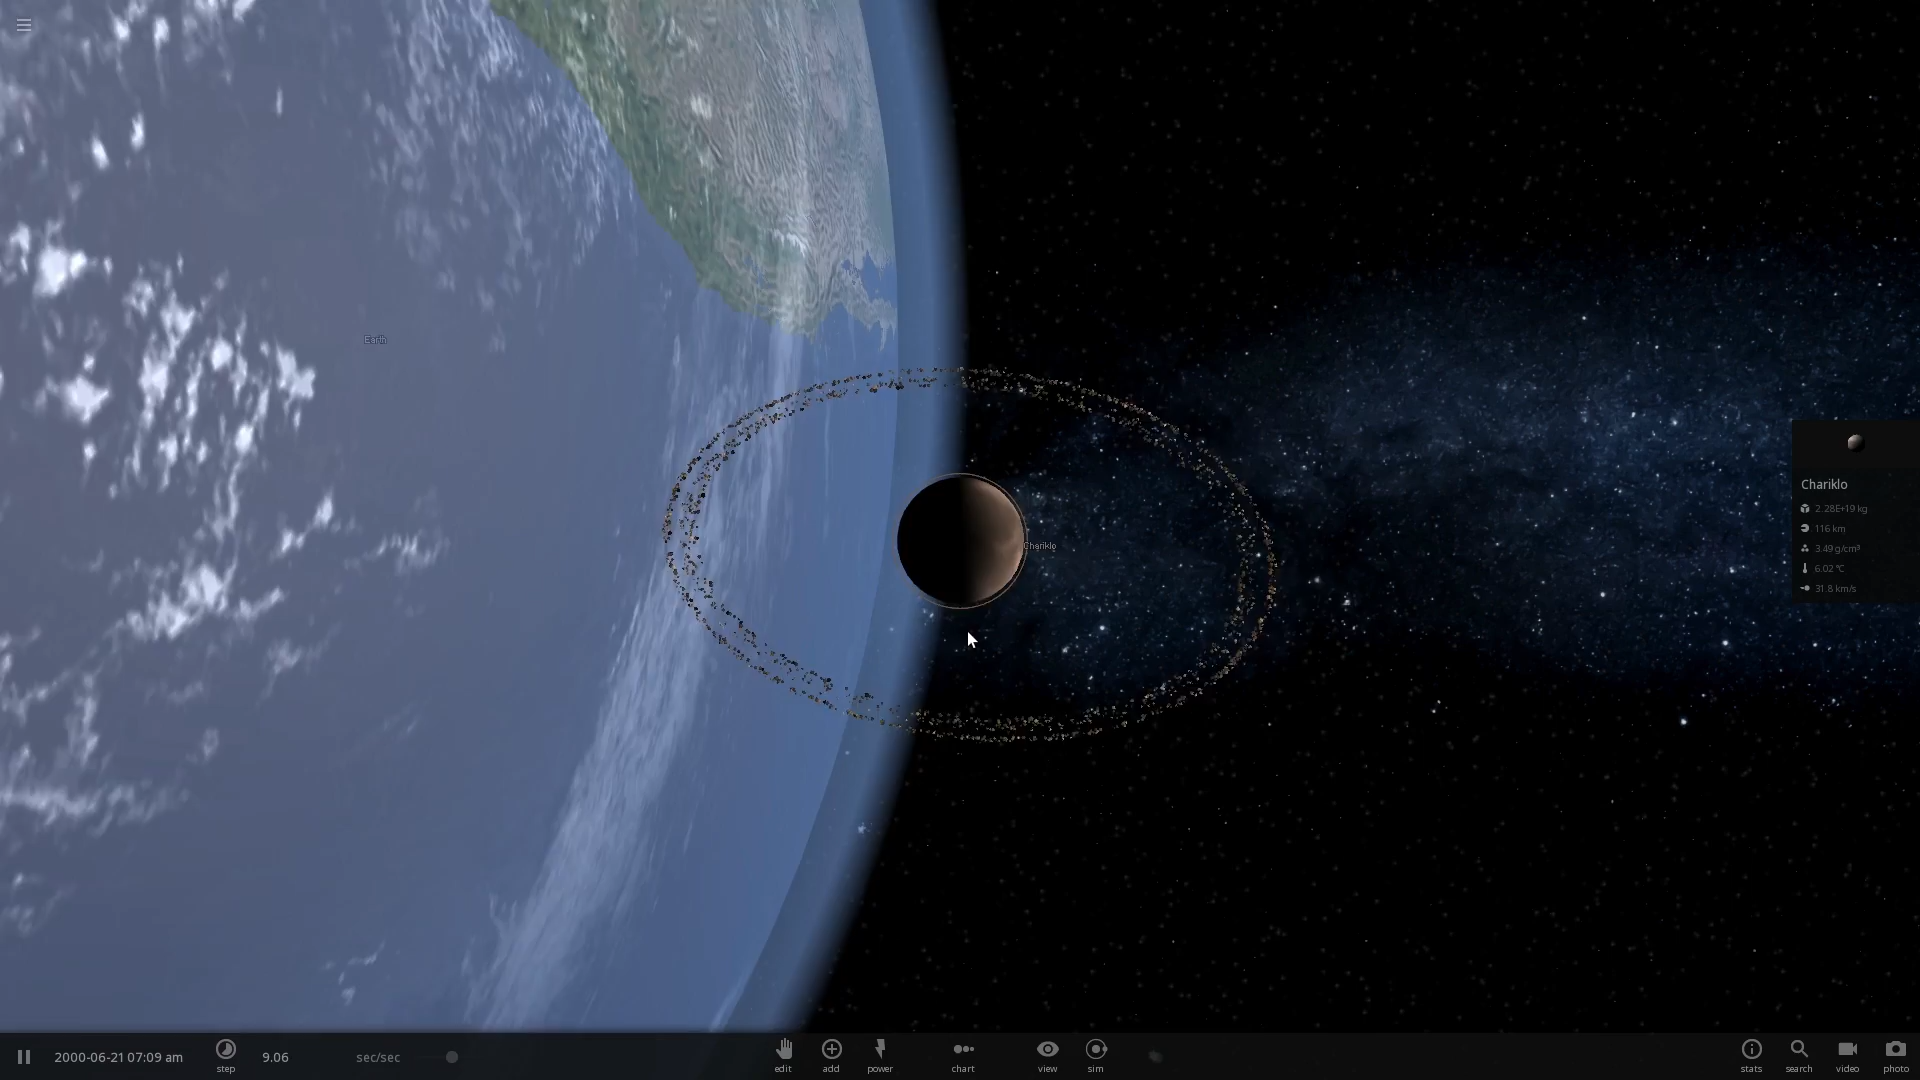 Earth
Chariklo
Chariklo
2.28E+19 kg
116 km
3.49 g/cm³
6.02 °C
31.8 km/s
2000-06-21 07:09 am
step
9.06
sec/sec
edit
add
power
chart
view
sim
stats
search
video
photo